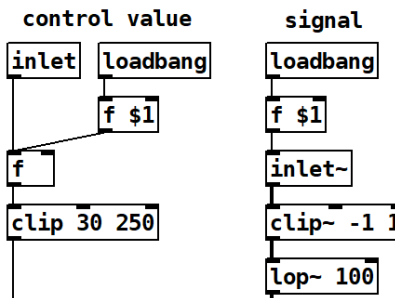 control value
signal
inlet
loadbang
loadbang
f $1
f $1
f
inlet~
clip 30 250
clip~ -1 1
lop~ 100